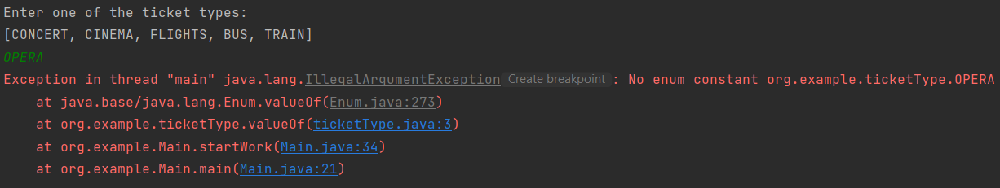 Enter one of the ticket types:
[CONCERT, CINEMA, FLIGHTS, BUS, TRAIN]
OPERA
Exception in thread "main" java.lang.IllegalArgumentException Create breakpoint : No enum constant org.example.ticketType.OPERA
at java.base/java.lang.Enum.valueOf(Enum.java:273)
at org.example.ticketType.valueOf(ticketType.java:3)
at org.example.Main.startWork(Main.java:34)
at org.example.Main.main(Main.java:21)